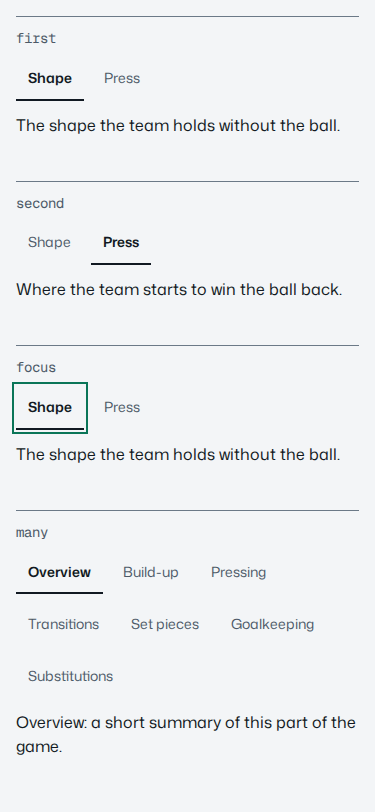 first
Shape Press
The shape the team holds without the ball.
second
Shape Press
Where the team starts to win the ball back.
focus
Shape Press
The shape the team holds without the ball.
many
Overview Build-up Pressing
Transitions Set pieces Goalkeeping
Substitutions
Overview: a short summary of this part of the
game.